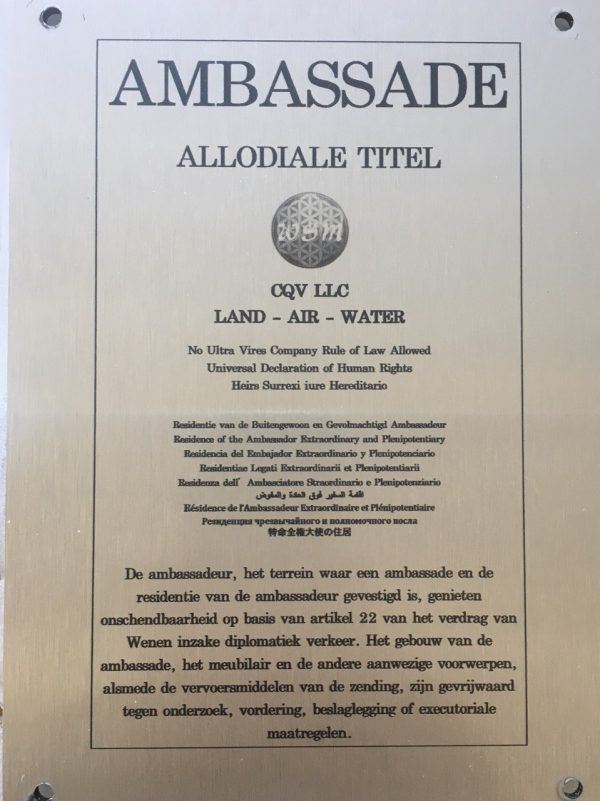 AMBASSADE
ALLODIALE TITEL
WSM
CQV LLC
LAND - AIR - WATER
No Ultra Vires Company Rule of Law Allowed
Universal Declaration of Human Rights
Heirs Surrexi iure Hereditario
Residentie van de Buitengewoon en Gevolmachtigd Ambassadeur
Residence of the Ambassador Extraordinary and Plenipotentiary
Residencia del Embajador Extraordinario y Plenipotenciario
Residentiae Legati Extraordinarii et Plenipotentiarii
Residenza dell' Ambasciatore Straordinario e Plenipotenziario
اقامة السفير فوق العادة والمفوض
Résidence de l'Ambassadeur Extraordinaire et Plénipotentiaire
Резиденция чрезвычайного и полномочного посла
特命全権大使の住居
De ambassadeur, het terrein waar een ambassade en de
residentie van de ambassadeur gevestigd is, genieten
onschendbaarheid op basis van artikel 22 van het verdrag van
Wenen inzake diplomatiek verkeer. Het gebouw van de
ambassade, het meubilair en de andere aanwezige voorwerpen,
alsmede de vervoersmiddelen van de zending, zijn gevrijwaard
tegen onderzoek, vordering, beslaglegging of executoriale
maatregelen.